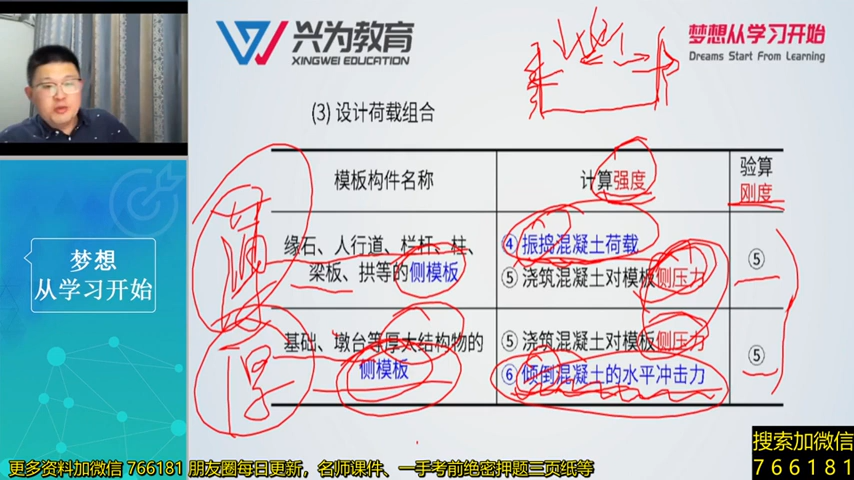 兴为教育
XINGWEI EDUCATION
梦想从学习开始
Dreams Start From Learning
(3) 设计荷载组合
模板构件名称
计算强度
验算
刚度
缘石、人行道、栏杆、柱、
梁板、拱等的侧模板
④ 振捣混凝土荷载
⑤ 浇筑混凝土对模板侧压力
⑤
基础、墩台等厚大结构物的
侧模板
⑤ 浇筑混凝土对模板侧压力
⑥ 倾倒混凝土的水平冲击力
⑤
薄
厚
梦想
从学习开始
搜索加微信
766181
更多资料加微信 766181 朋友圈每日更新，名师课件、一手考前绝密押题三页纸等